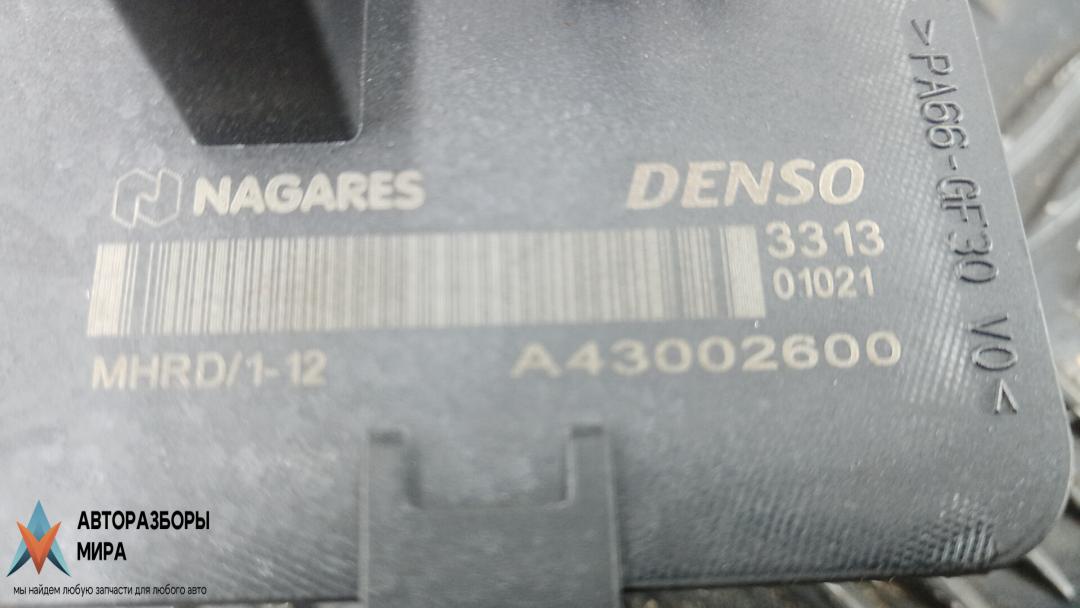 NAGARES
DENSO
3313
01021
MHRD/1-12
A43002600
>PA66-GF30 V0<
АВТОРАЗБОРЫ
МИРА
мы найдем любую запчасти для любого авто